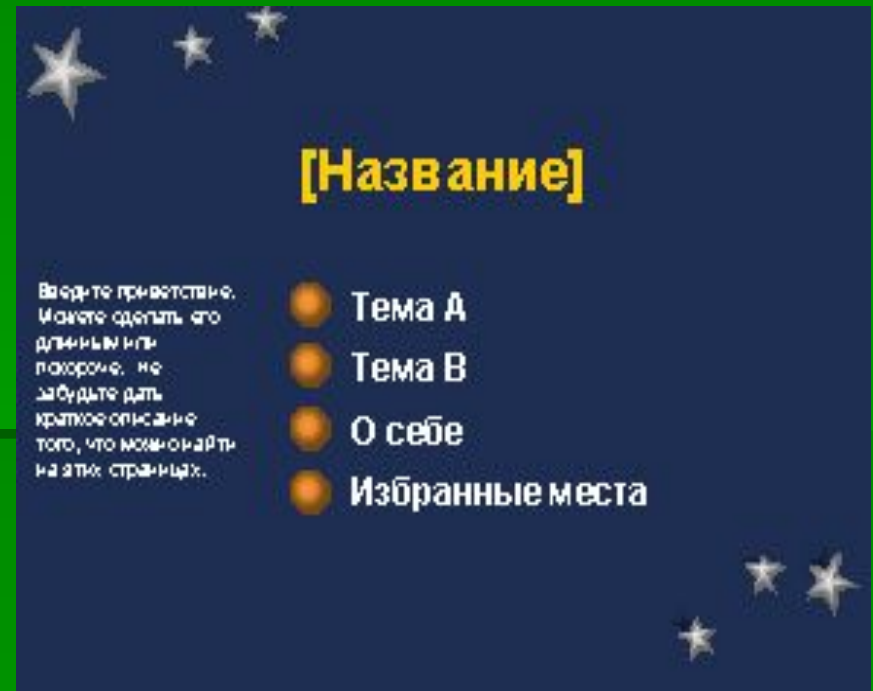 [Название]
Введите приветствие.
Можете сделать его
длинным или
покороче. Не
забудьте дать
краткое описание
того, что можно найти
на этих страницах.
Тема А
Тема В
О себе
Избранные места